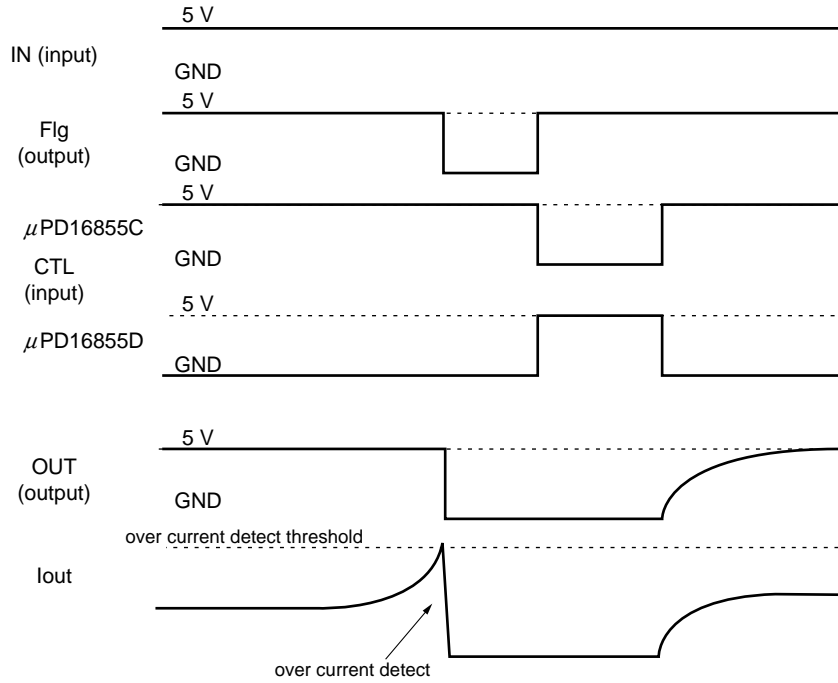 5 V
IN (input)
GND
5 V
Flg
(output)
GND
5 V
μPD16855C
GND
CTL
(input)
5 V
μPD16855D
GND
5 V
OUT
(output)
GND
over current detect threshold
Iout
over current detect